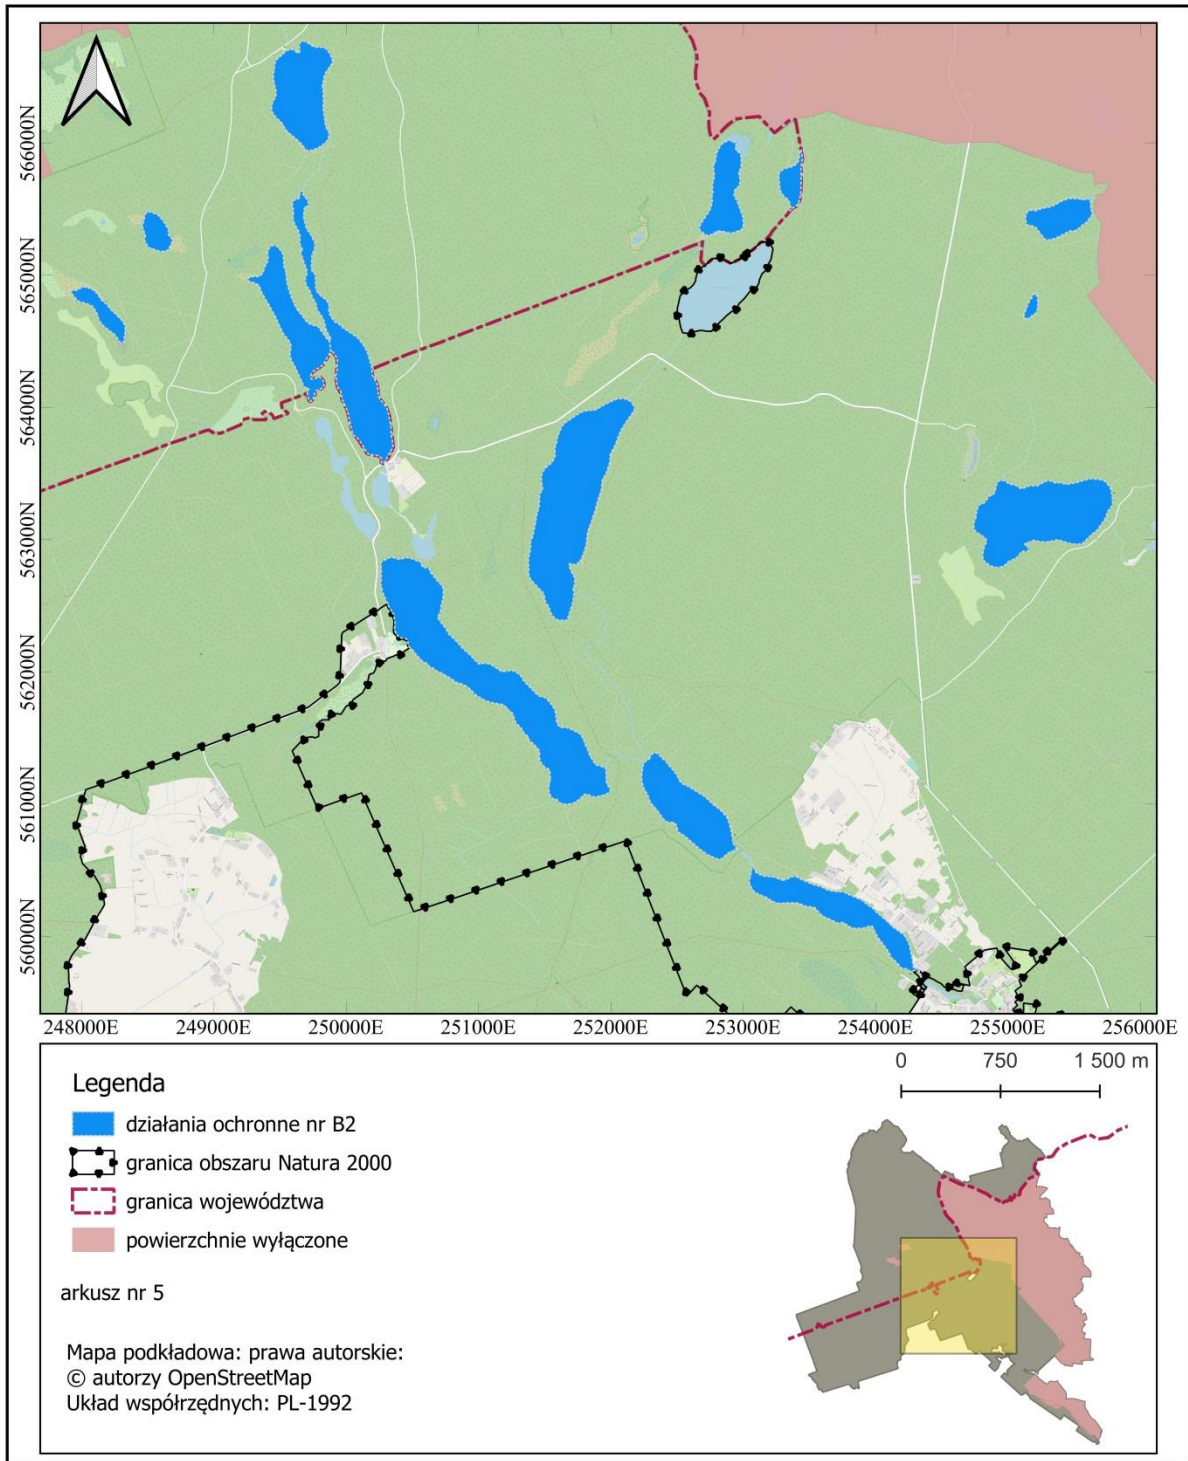 566000N
565000N
564000N
563000N
562000N
561000N
560000N
248000E 249000E 250000E 251000E 252000E 253000E 254000E 255000E 256000E
0 750 1 500 m
Legenda
działania ochronne nr B2
granica obszaru Natura 2000
granica województwa
powierzchnie wyłączone
arkusz nr 5
Mapa podkładowa: prawa autorskie:
© autorzy OpenStreetMap
Układ współrzędnych: PL-1992